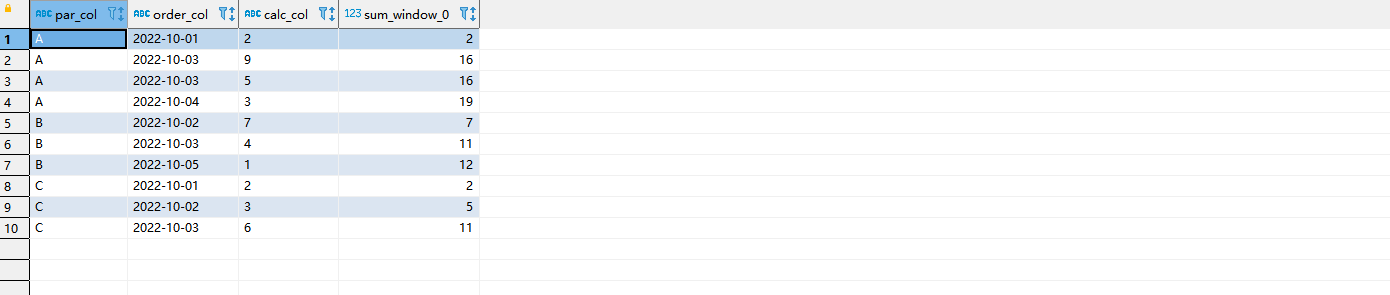 ABC par_col ABC order_col ABC calc_col 123 sum_window_0
1 A 2022-10-01 2 2
2 A 2022-10-03 9 16
3 A 2022-10-03 5 16
4 A 2022-10-04 3 19
5 B 2022-10-02 7 7
6 B 2022-10-03 4 11
7 B 2022-10-05 1 12
8 C 2022-10-01 2 2
9 C 2022-10-02 3 5
10 C 2022-10-03 6 11